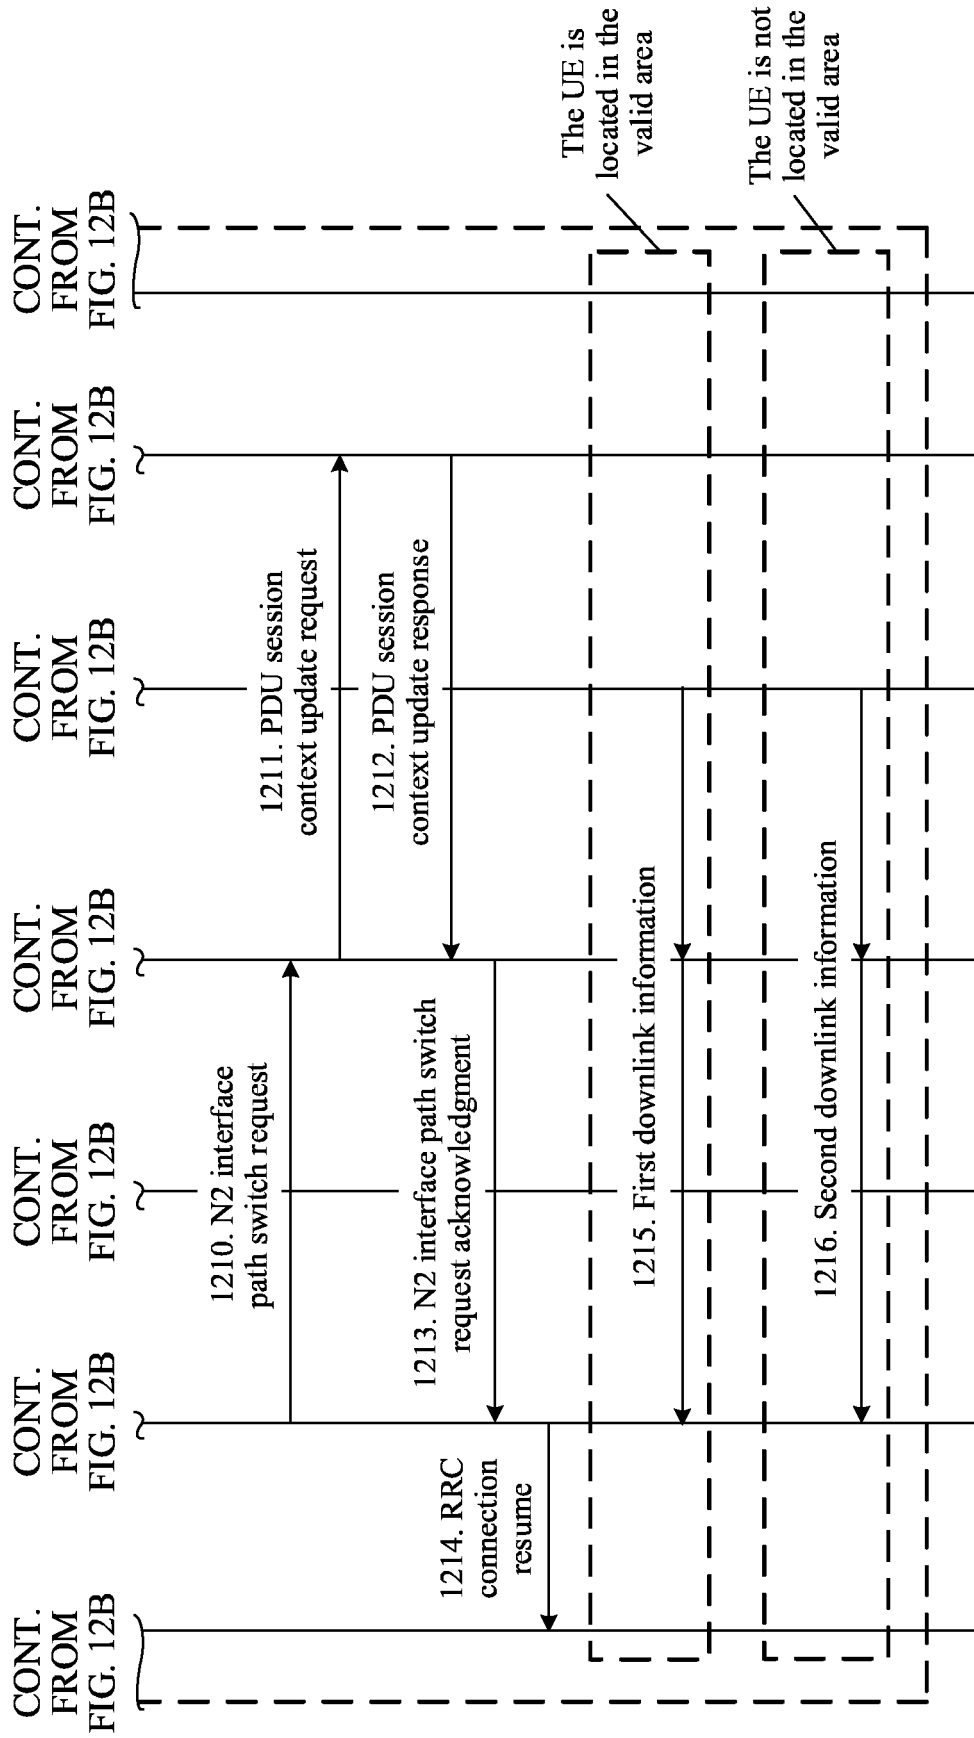 CONT.
FROM
FIG. 12B
CONT.
FROM
FIG. 12B
CONT.
FROM
FIG. 12B
CONT.
FROM
FIG. 12B
CONT.
FROM
FIG. 12B
CONT.
FROM
FIG. 12B
CONT.
FROM
FIG. 12B
1210. N2 interface
path switch request
1211. PDU session
context update request
1212. PDU session
context update response
1213. N2 interface path switch
request acknowledgment
1214. RRC
connection
resume
The UE is
located in the
valid area
1215. First downlink information
The UE is not
located in the
valid area
1216. Second downlink information